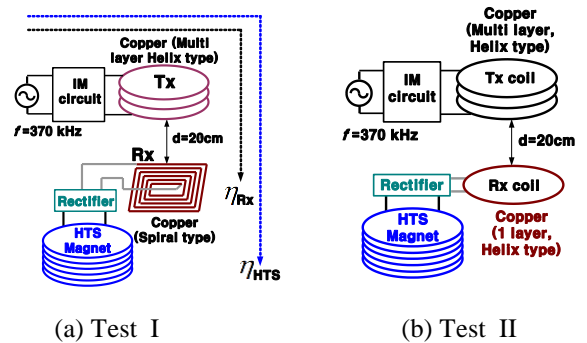 Copper (Multi
layer Helix type)
IM
circuit
Tx
f=370 kHz
d=20cm
Rx
Rectifier
ηRx
HTS
Magnet
Copper
(Spiral type)
ηHTS
(a) Test I
Copper
(Multi layer,
Helix type)
IM
circuit
Tx coil
f=370 kHz
d=20cm
Rectifier
Rx coil
HTS
Magnet
Copper
(1 layer,
Helix type)
(b) Test II